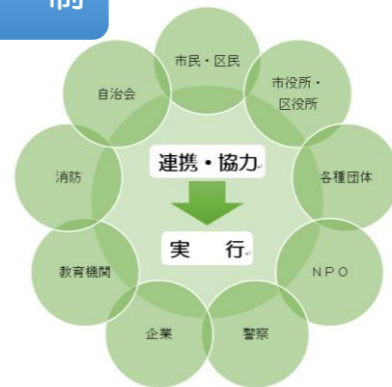 市民・区民
市役所・
区役所
各種団体
ＮＰＯ
警察
企業
教育機関
消防
自治会
連携・協力
実　行